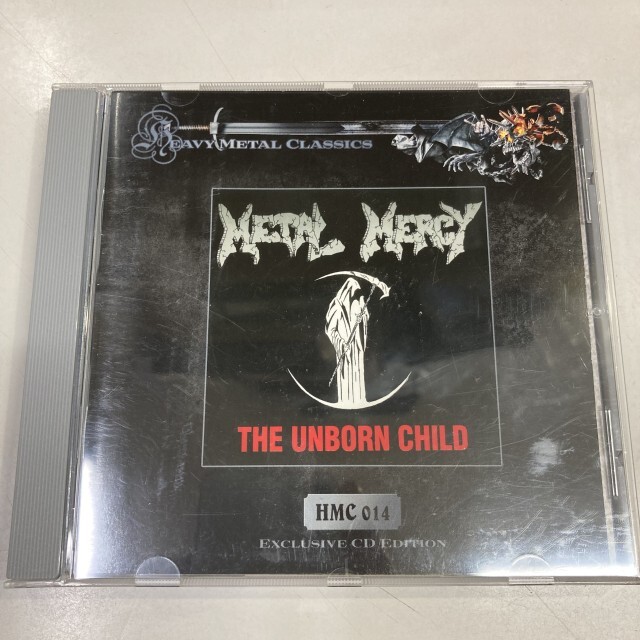 Heavy Metal Classics
METAL MERCY
THE UNBORN CHILD
HMC 014
Exclusive CD Edition